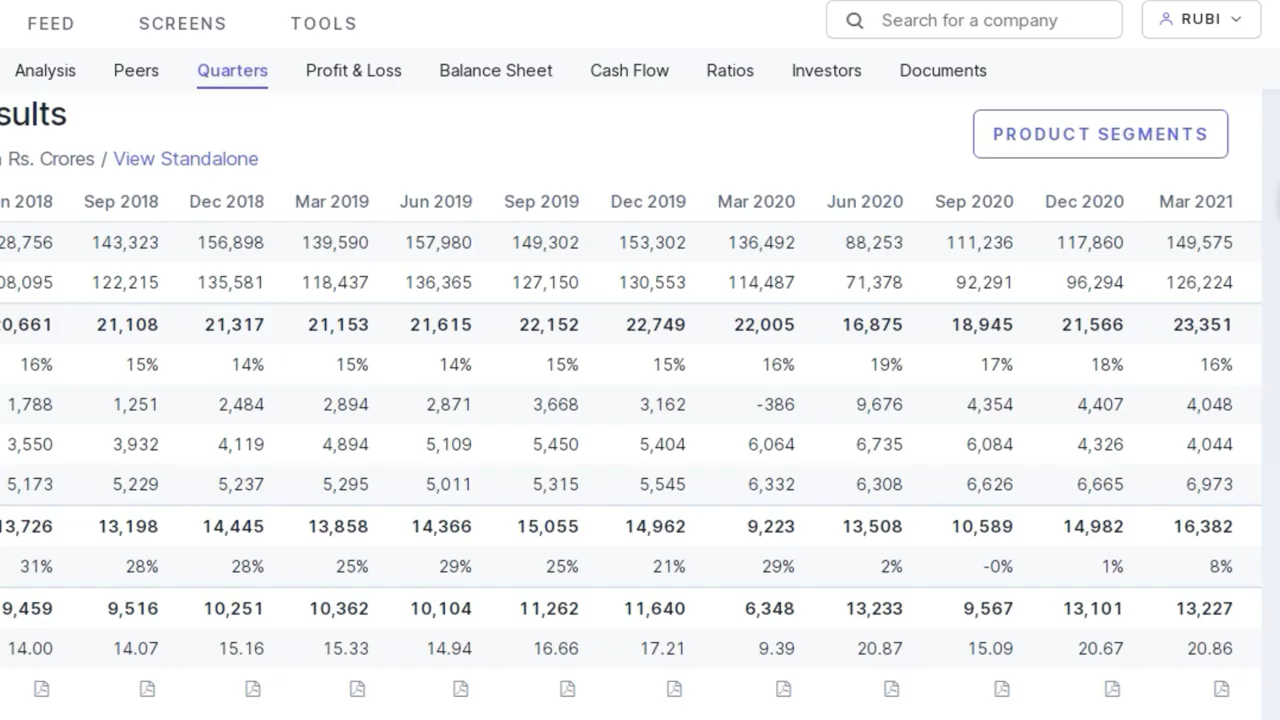 FEED SCREENS TOOLS Search for a company RUBI
Analysis Peers Quarters Profit & Loss Balance Sheet Cash Flow Ratios Investors Documents
sults
PRODUCT SEGMENTS
Rs. Crores / View Standalone
n 2018 Sep 2018 Dec 2018 Mar 2019 Jun 2019 Sep 2019 Dec 2019 Mar 2020 Jun 2020 Sep 2020 Dec 2020 Mar 2021
28,756 143,323 156,898 139,590 157,980 149,302 153,302 136,492 88,253 111,236 117,860 149,575
08,095 122,215 135,581 118,437 136,365 127,150 130,553 114,487 71,378 92,291 96,294 126,224
0,661 21,108 21,317 21,153 21,615 22,152 22,749 22,005 16,875 18,945 21,566 23,351
16% 15% 14% 15% 14% 15% 15% 16% 19% 17% 18% 16%
1,788 1,251 2,484 2,894 2,871 3,668 3,162 -386 9,676 4,354 4,407 4,048
3,550 3,932 4,119 4,894 5,109 5,450 5,404 6,064 6,735 6,084 4,326 4,044
5,173 5,229 5,237 5,295 5,011 5,315 5,545 6,332 6,308 6,626 6,665 6,973
13,726 13,198 14,445 13,858 14,366 15,055 14,962 9,223 13,508 10,589 14,982 16,382
31% 28% 28% 25% 29% 25% 21% 29% 2% -0% 1% 8%
9,459 9,516 10,251 10,362 10,104 11,262 11,640 6,348 13,233 9,567 13,101 13,227
14.00 14.07 15.16 15.33 14.94 16.66 17.21 9.39 20.87 15.09 20.67 20.86